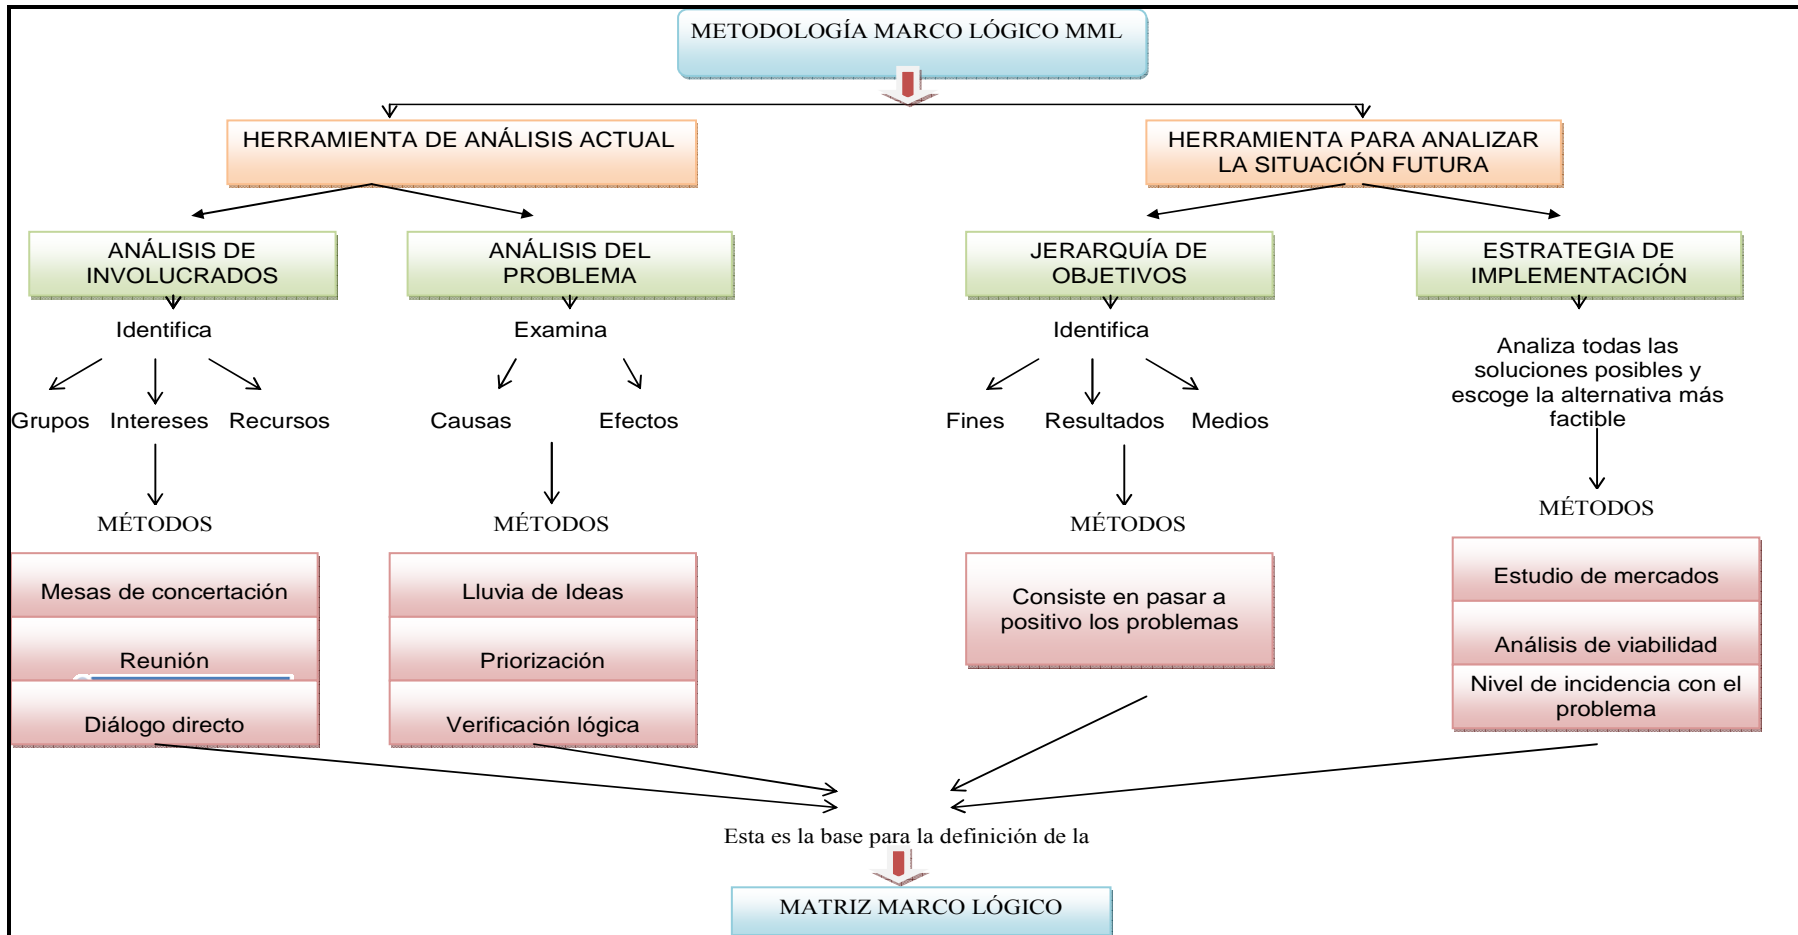 METODOLOGÍA MARCO LÓGICO MML
HERRAMIENTA DE ANÁLISIS ACTUAL
HERRAMIENTA PARA ANALIZAR
LA SITUACIÓN FUTURA
ANÁLISIS DE
INVOLUCRADOS
ANÁLISIS DEL
PROBLEMA
JERARQUÍA DE
OBJETIVOS
ESTRATEGIA DE
IMPLEMENTACIÓN
Identifica
Examina
Identifica
Analiza todas las
soluciones posibles y
escoge la alternativa más
factible
Grupos
Intereses
Recursos
Causas
Efectos
Fines
Resultados
Medios
MÉTODOS
MÉTODOS
MÉTODOS
MÉTODOS
Mesas de concertación
Reunión
Diálogo directo
Lluvia de Ideas
Priorización
Verificación lógica
Consiste en pasar a
positivo los problemas
Estudio de mercados
Análisis de viabilidad
Nivel de incidencia con el
problema
Esta es la base para la definición de la
MATRIZ MARCO LÓGICO